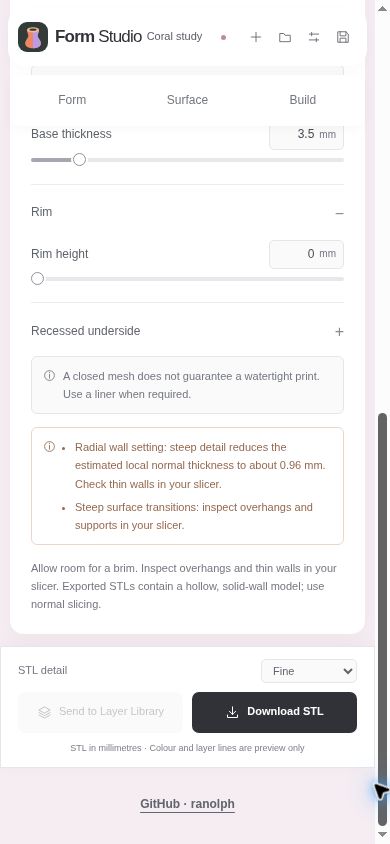 Form Studio Coral study
Form Surface Build
Base thickness 3.5 mm
Rim −
Rim height 0 mm
Recessed underside +
A closed mesh does not guarantee a watertight print.
Use a liner when required.
• Radial wall setting: steep detail reduces the
estimated local normal thickness to about 0.96 mm.
Check thin walls in your slicer.
• Steep surface transitions: inspect overhangs and
supports in your slicer.
Allow room for a brim. Inspect overhangs and thin walls in your
slicer. Exported STLs contain a hollow, solid-wall model; use
normal slicing.
STL detail Fine
Send to Layer Library Download STL
STL in millimetres · Colour and layer lines are preview only
GitHub · ranolph